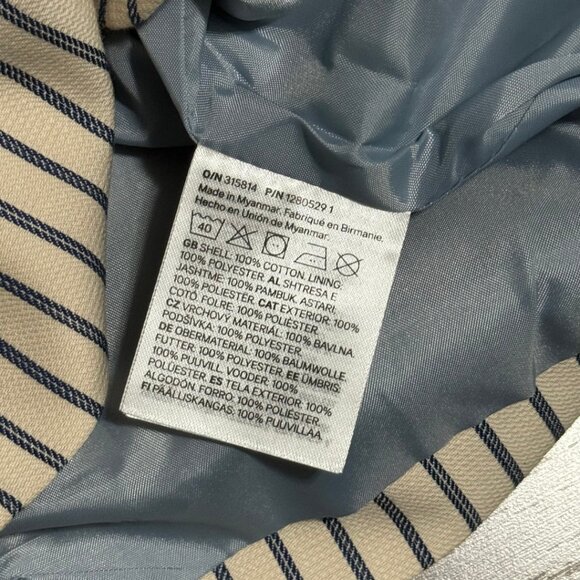 O/N 315814 P/N 1280529 1
Made in Myanmar. Fabriqué en Birmanie.
Hecho en Unión de Myanmar.
40
GB SHELL: 100% COTTON. LINING:
100% POLYESTER. AL SHTRESA E
JASHTME: 100% PAMBUK. ASTARI,
100% POLIESTËR. CAT EXTERIOR: 100%
COTÓ. FOLRE: 100% POLIÈSTER.
CZ VRCHOVÝ MATERIÁL: 100% BAVLNA.
PODŠÍVKA: 100% POLYESTER.
DE OBERMATERIAL: 100% BAUMWOLLE.
FUTTER: 100% POLYESTER. EE ÜMBRIS:
100% PUUVILL. VOODER: 100%
POLÜESTER. ES TELA EXTERIOR: 100%
ALGODÓN. FORRO: 100% POLIÉSTER.
FI PÄÄLLISKANGAS: 100% PUUVILLAA.